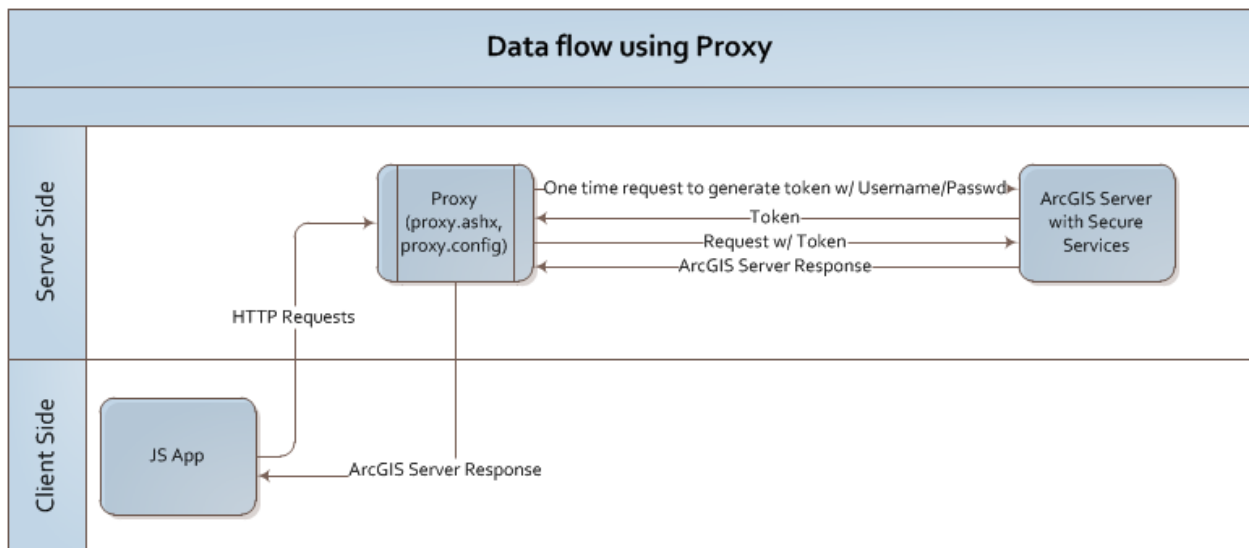 Data flow using Proxy
Server Side
Proxy
(proxy.ashx,
proxy.config)
One time request to generate token w/ Username/Passwd
Token
Request w/ Token
ArcGIS Server Response
ArcGIS Server
with Secure
Services
HTTP Requests
Client Side
JS App
ArcGIS Server Response